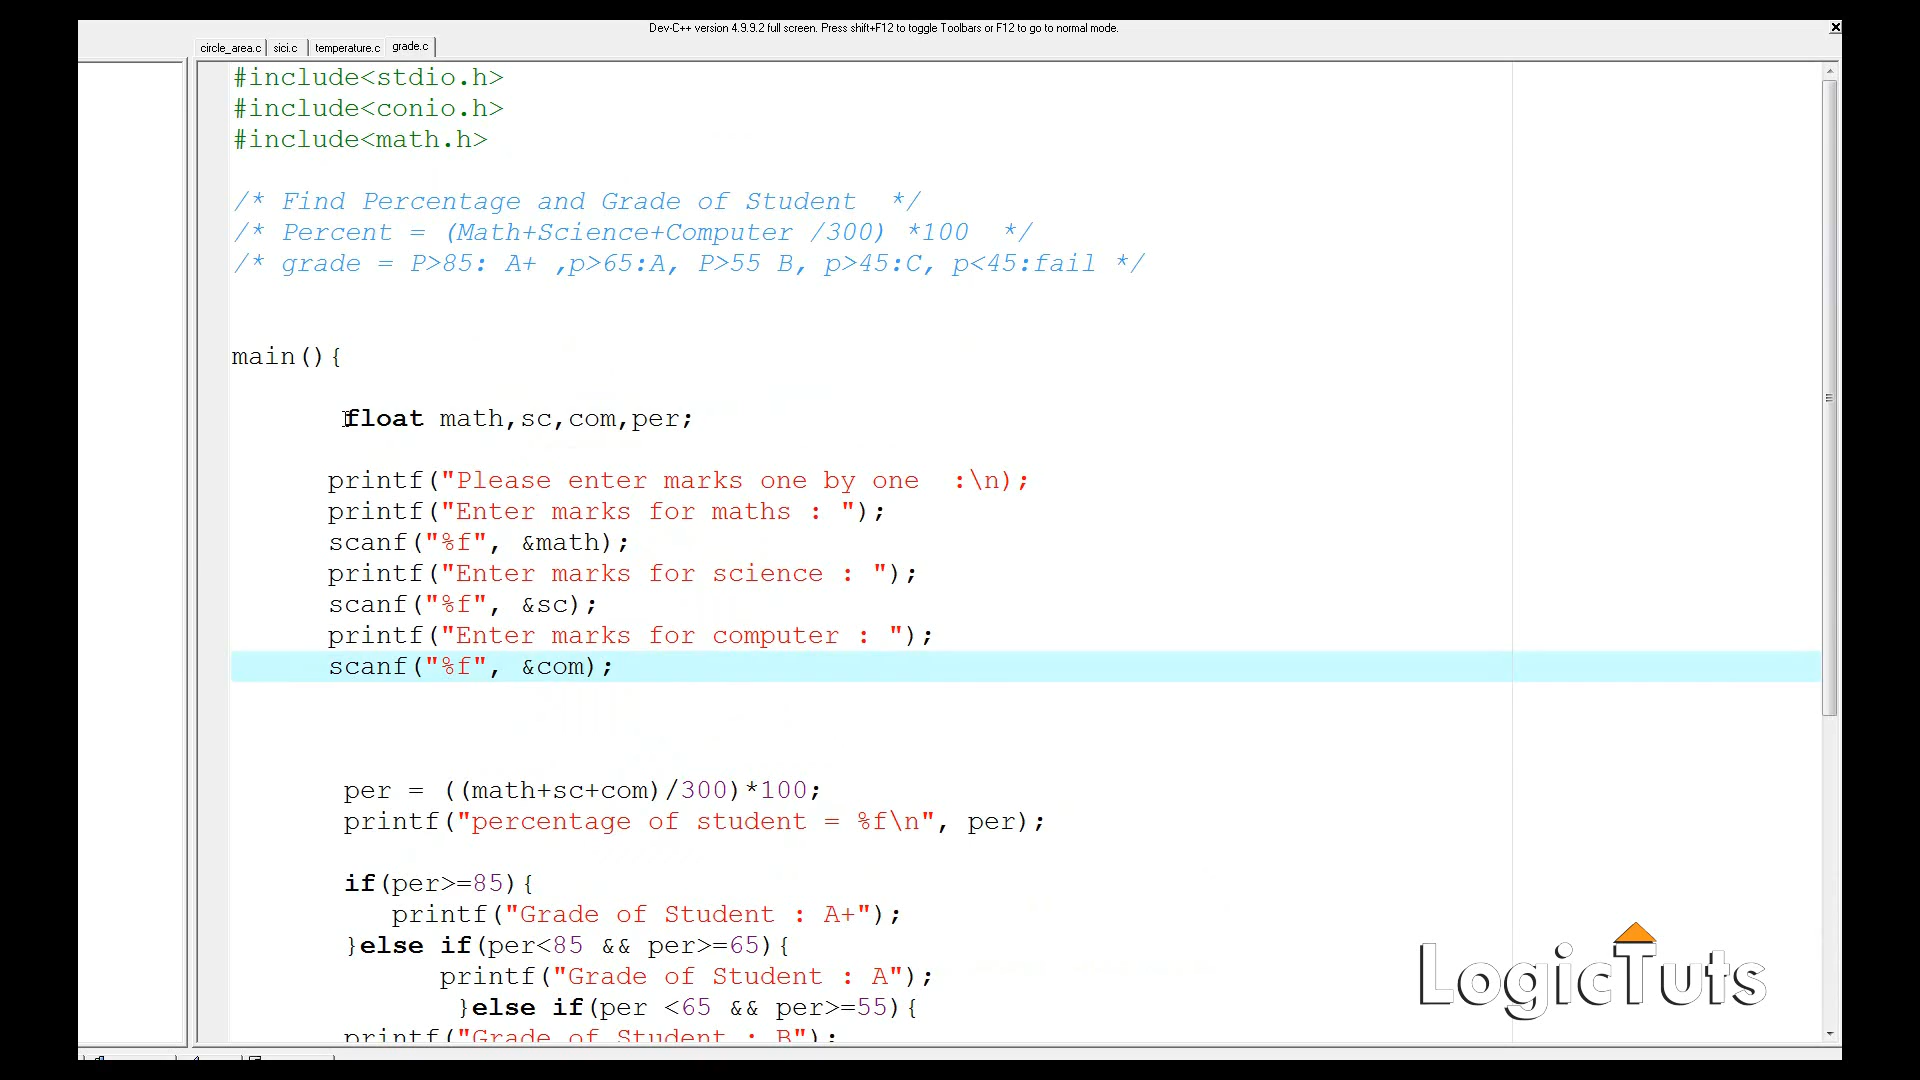 Dev-C++ version 4.9.9.2 full screen. Press shift+F12 to toggle Toolbars or F12 to go to normal mode.
circle_area.c sici.c temperature.c grade.c
#include<stdio.h>
#include<conio.h>
#include<math.h>
/* Find Percentage and Grade of Student  */
/* Percent = (Math+Science+Computer /300) *100  */
/* grade = P>85: A+ ,p>65:A, P>55 B, p>45:C, p<45:fail */
main(){
float math,sc,com,per;
printf("Please enter marks one by one  :\n);
printf("Enter marks for maths : ");
scanf("%f", &math);
printf("Enter marks for science : ");
scanf("%f", &sc);
printf("Enter marks for computer : ");
scanf("%f", &com);
per = ((math+sc+com)/300)*100;
printf("percentage of student = %f\n", per);
if(per>=85){
printf("Grade of Student : A+");
}else if(per<85 && per>=65){
printf("Grade of Student : A");
}else if(per <65 && per>=55){
printf("Grade of Student : B");
LogicTuts